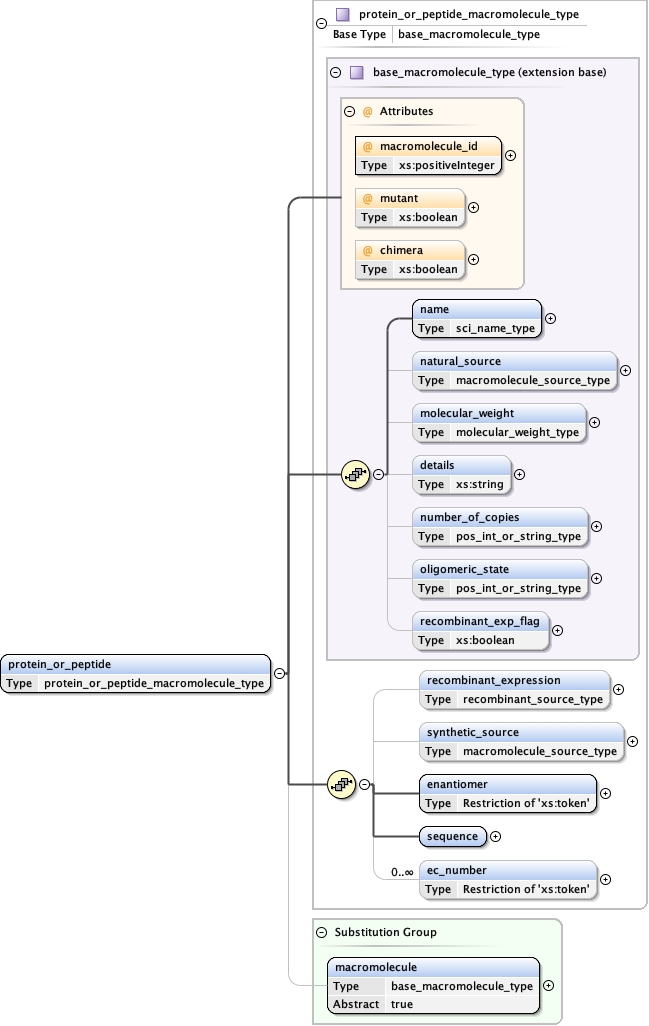 protein_or_peptide_macromolecule_type
Base Type base_macromolecule_type
base_macromolecule_type (extension base)
@ Attributes
@ macromolecule_id
Type xs:positiveInteger
@ mutant
Type xs:boolean
@ chimera
Type xs:boolean
name
Type sci_name_type
natural_source
Type macromolecule_source_type
molecular_weight
Type molecular_weight_type
details
Type xs:string
number_of_copies
Type pos_int_or_string_type
oligomeric_state
Type pos_int_or_string_type
recombinant_exp_flag
Type xs:boolean
protein_or_peptide
Type protein_or_peptide_macromolecule_type
recombinant_expression
Type recombinant_source_type
synthetic_source
Type macromolecule_source_type
enantiomer
Type Restriction of 'xs:token'
sequence
0..∞ ec_number
Type Restriction of 'xs:token'
Substitution Group
macromolecule
Type base_macromolecule_type
Abstract true